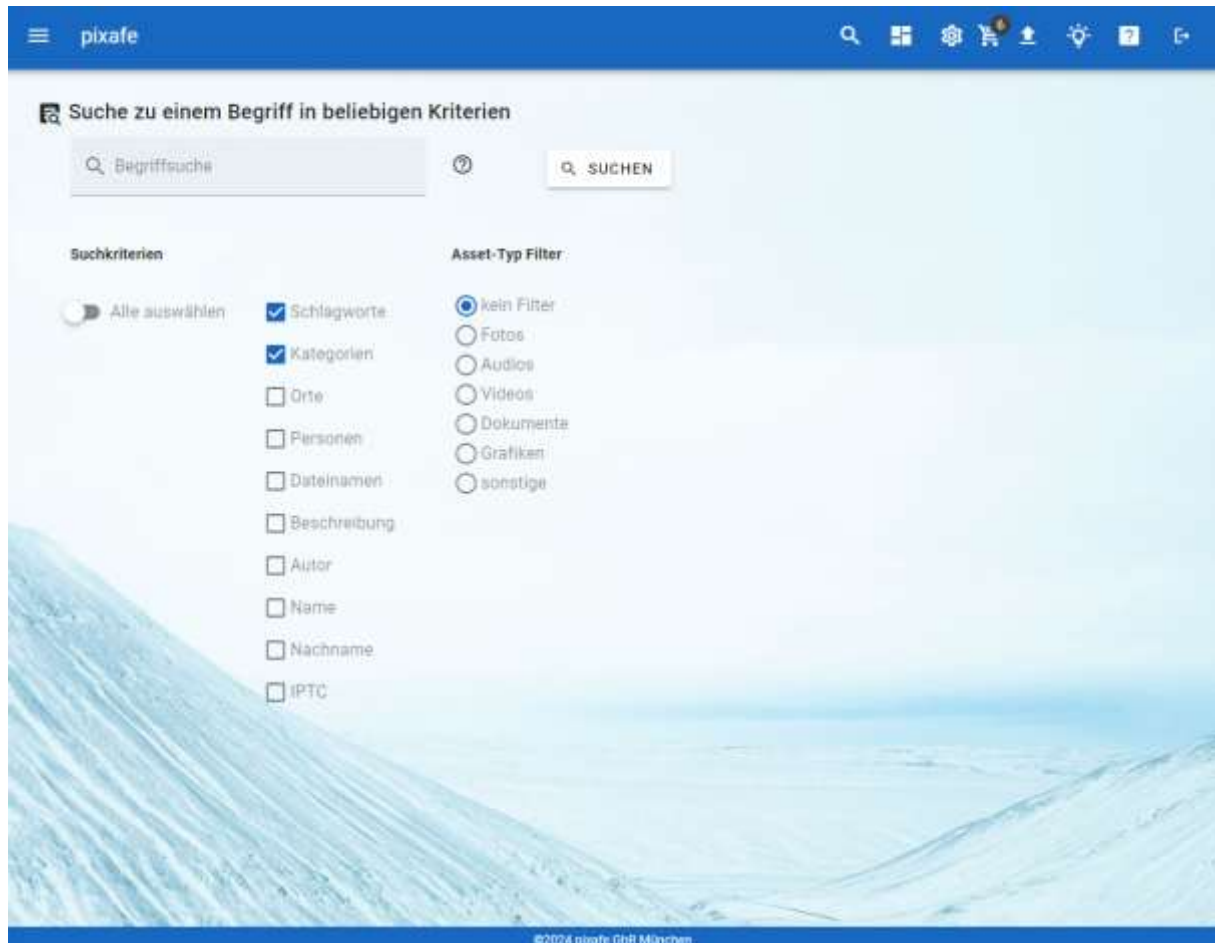 pixafe
6
Suche zu einem Begriff in beliebigen Kriterien
Begriffsuche
SUCHEN
Suchkriterien
Asset-Typ Filter
Alle auswählen
Schlagworte
Kategorien
Orte
Personen
Dateinamen
Beschreibung
Autor
Name
Nachname
IPTC
kein Filter
Fotos
Audios
Videos
Dokumente
Grafiken
sonstige
©2024 pixafe GbR München